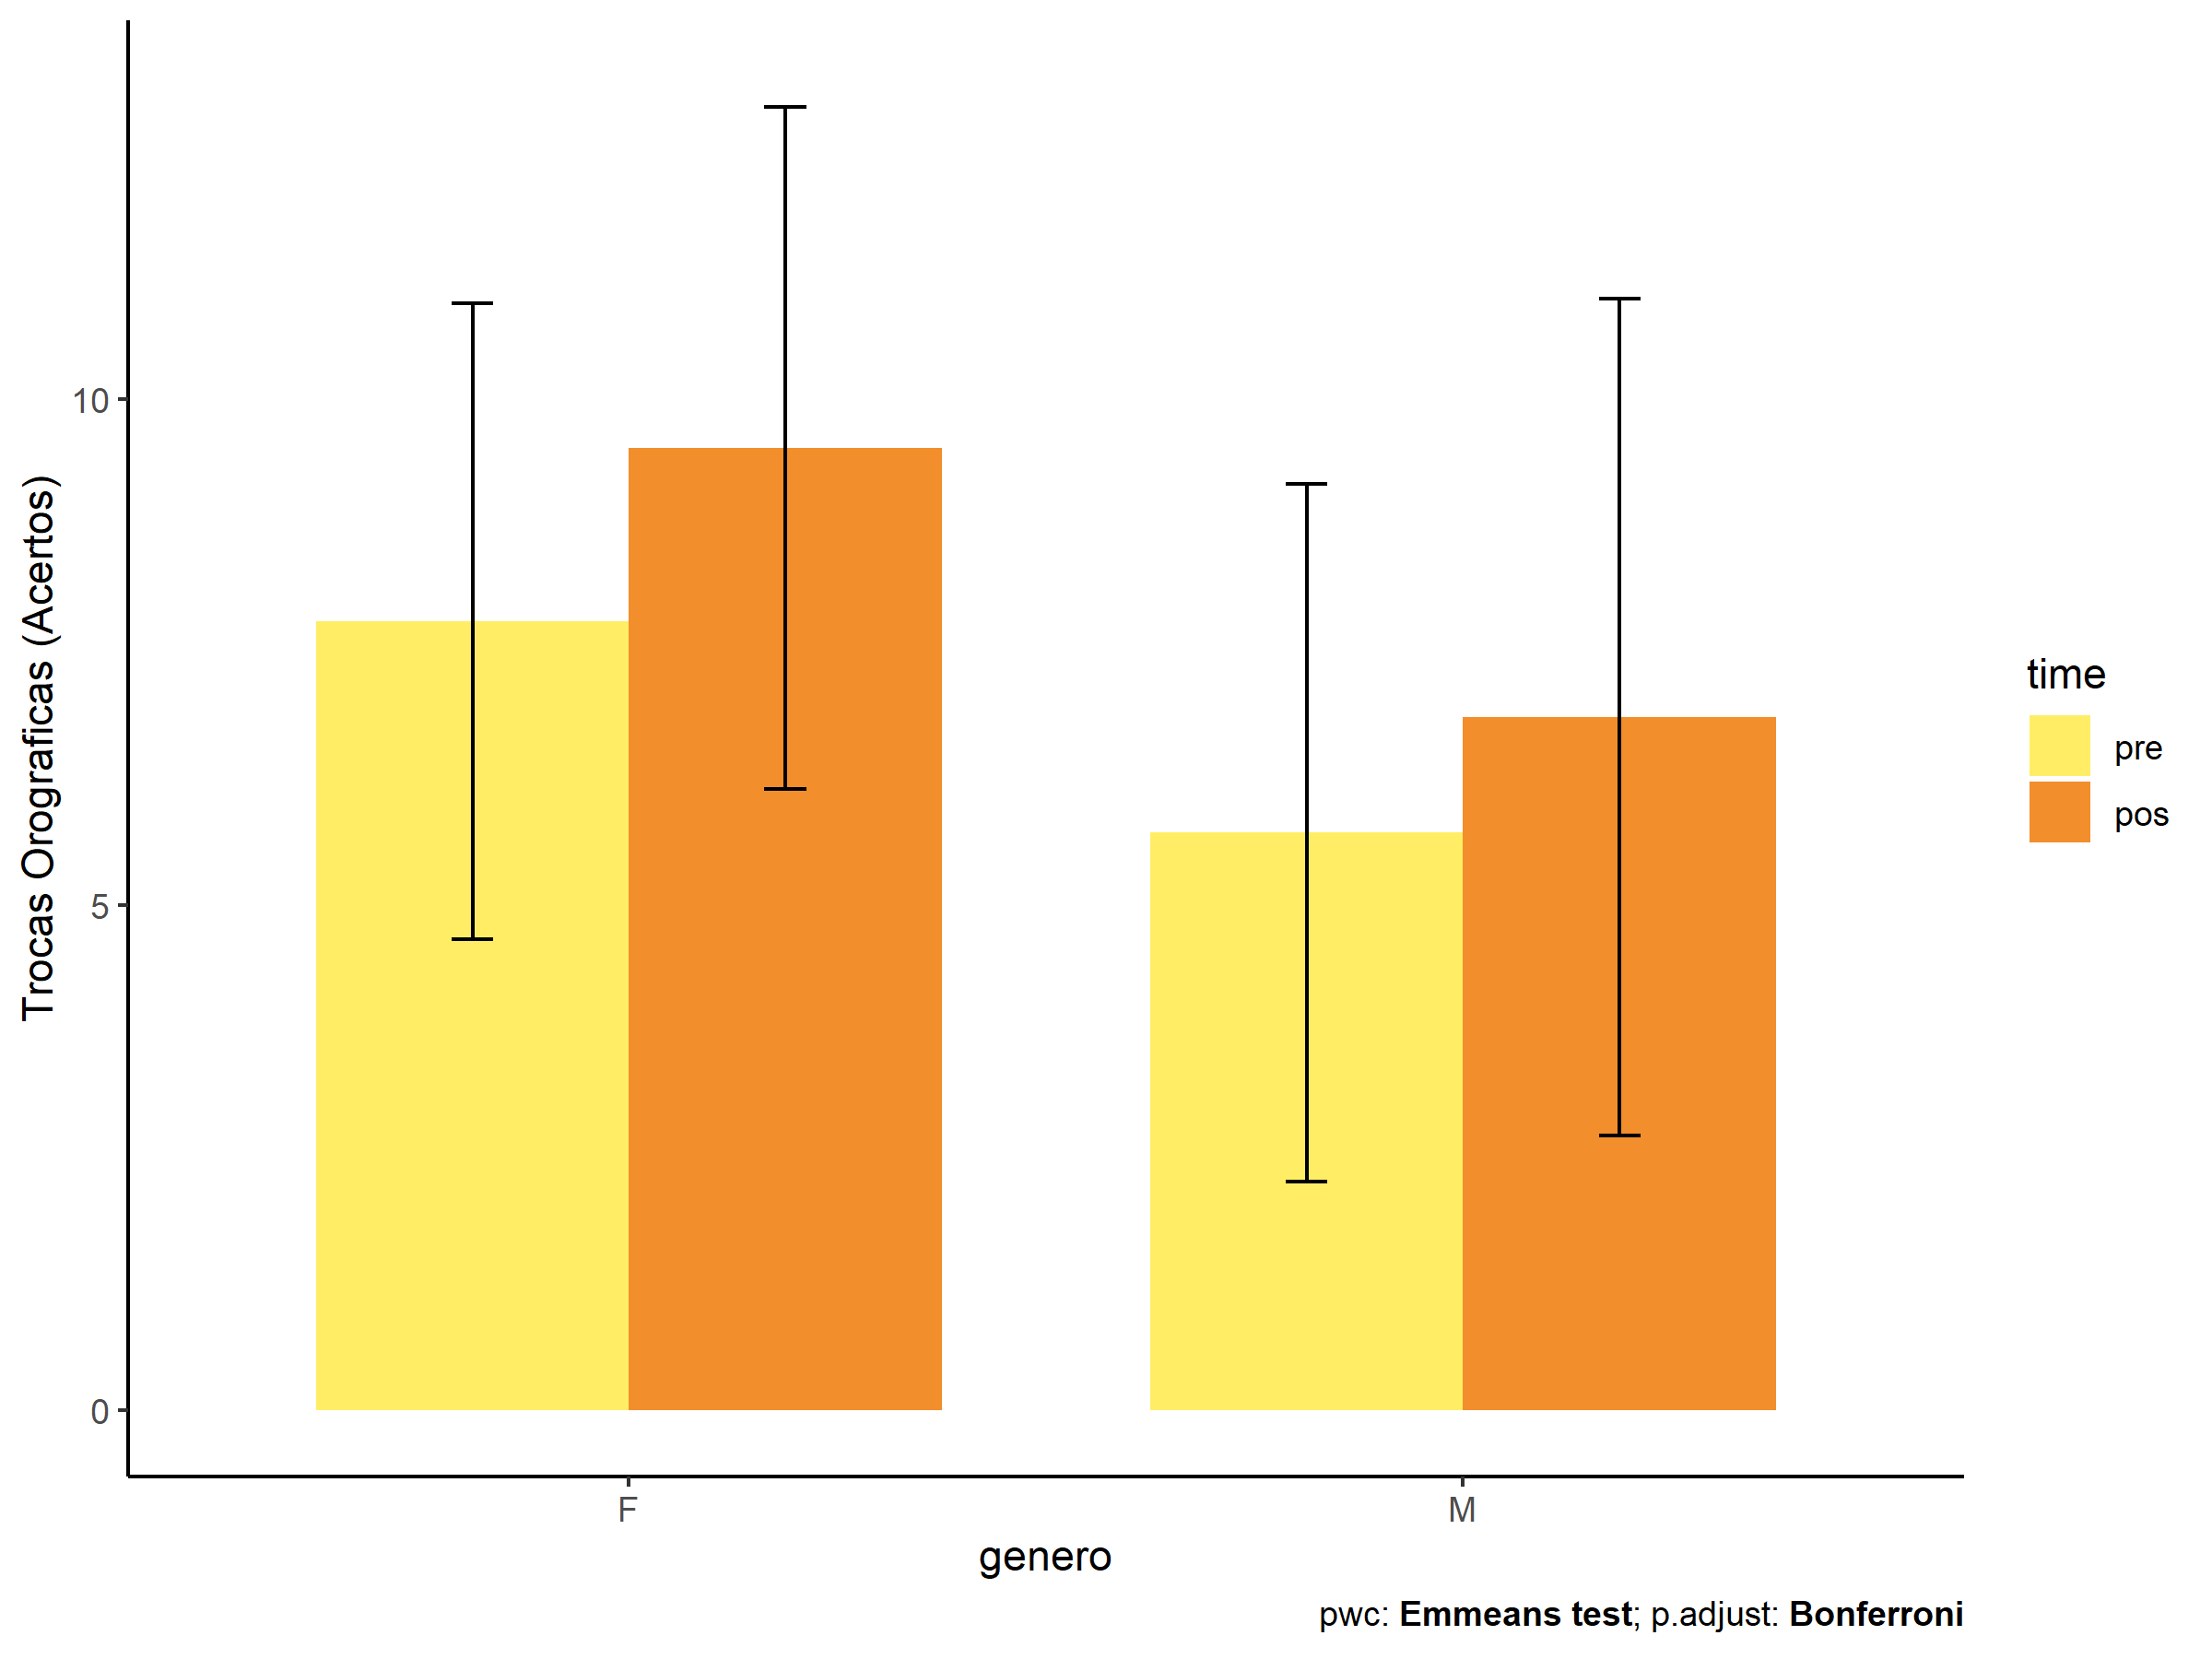 Trocas Orograficas (Acertos)
10
5
0
F
M
genero
time
pre
pos
pwc: Emmeans test; p.adjust: Bonferroni